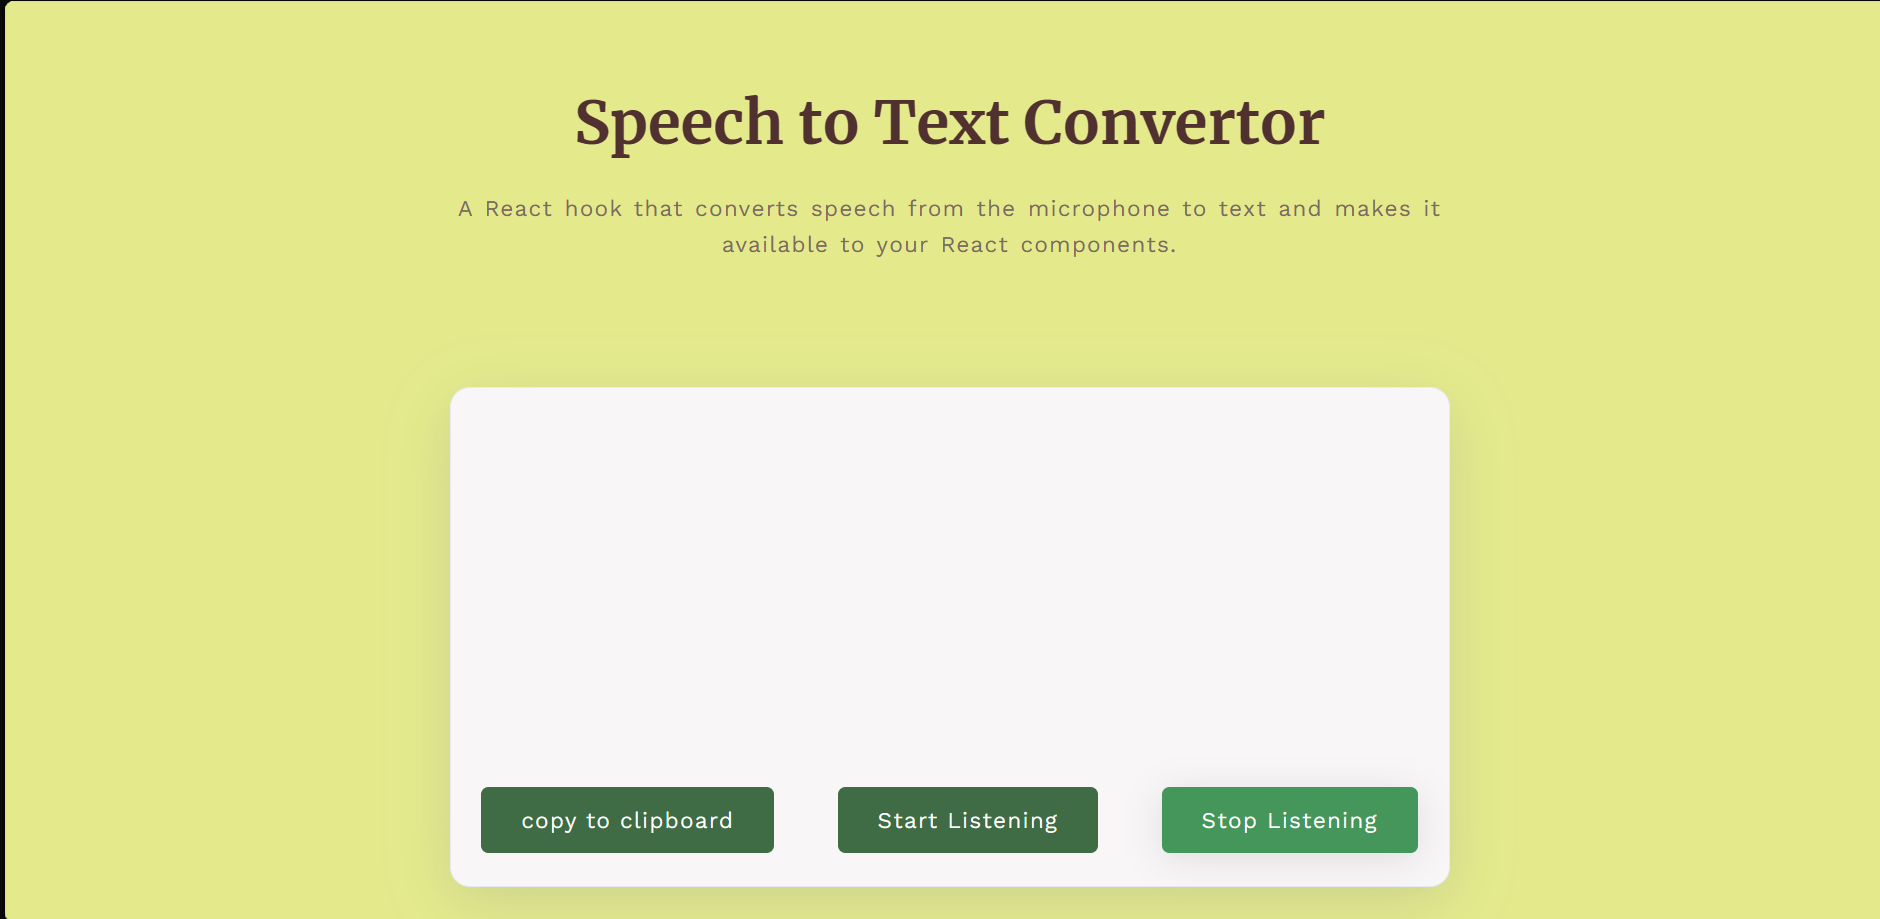 Speech to Text Convertor
A React hook that converts speech from the microphone to text and makes it
available to your React components.
copy to clipboard
Start Listening
Stop Listening